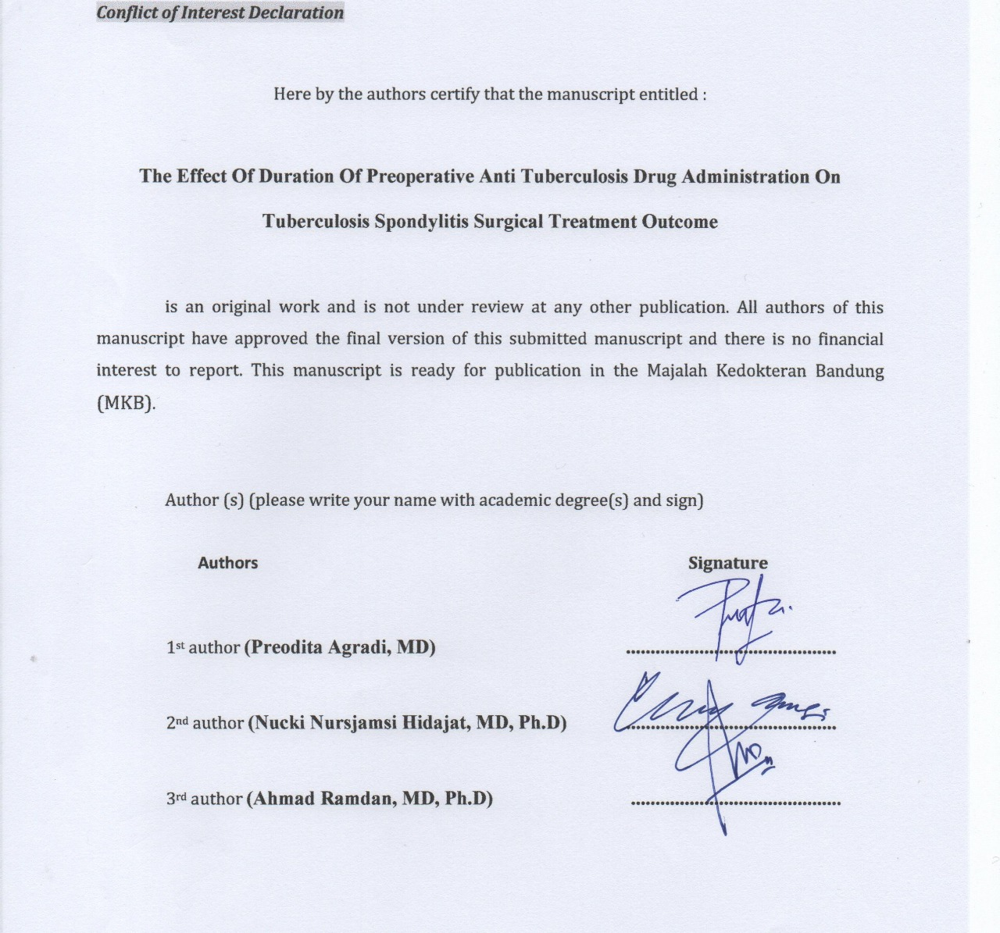 Conflict of Interest Declaration
Here by the authors certify that the manuscript entitled :
The Effect Of Duration Of Preoperative Anti Tuberculosis Drug Administration On
Tuberculosis Spondylitis Surgical Treatment Outcome
is an original work and is not under review at any other publication. All authors of this
manuscript have approved the final version of this submitted manuscript and there is no financial
interest to report. This manuscript is ready for publication in the Majalah Kedokteran Bandung
(MKB).
Author (s) (please write your name with academic degree(s) and sign)
Authors Signature
1st author (Preodita Agradi, MD) ............................................
2nd author (Nucki Nursjamsi Hidajat, MD, Ph.D) ............................................
3rd author (Ahmad Ramdan, MD, Ph.D) ............................................